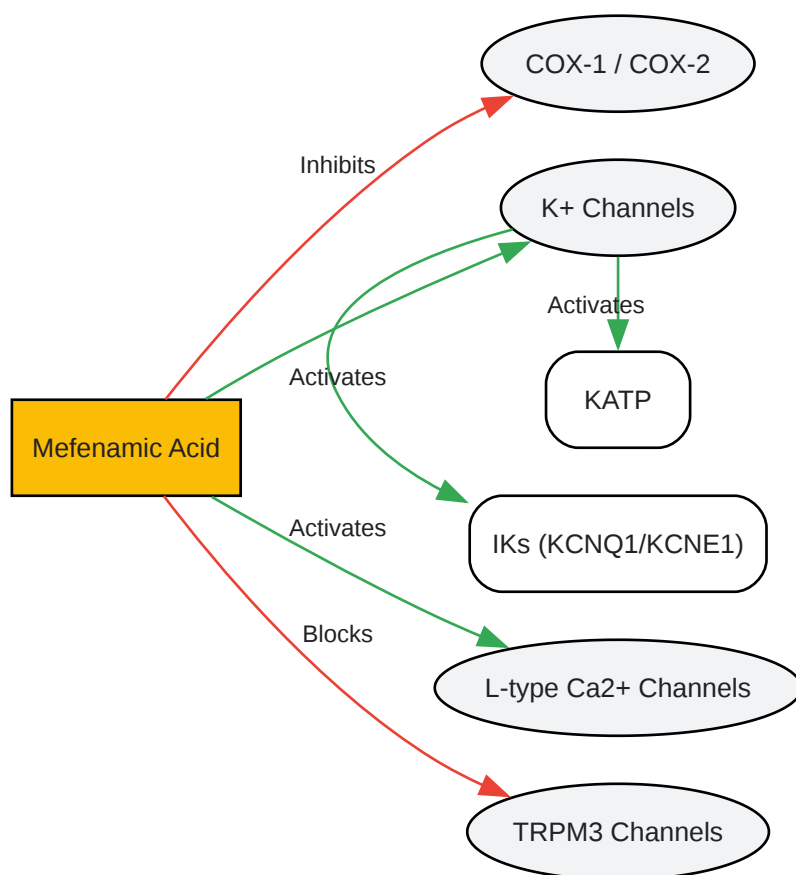 COX-1 / COX-2
Inhibits
K+ Channels
Activates
Activates
KATP
Mefenamic Acid
Activates
IKs (KCNQ1/KCNE1)
Blocks
L-type Ca2+ Channels
TRPM3 Channels